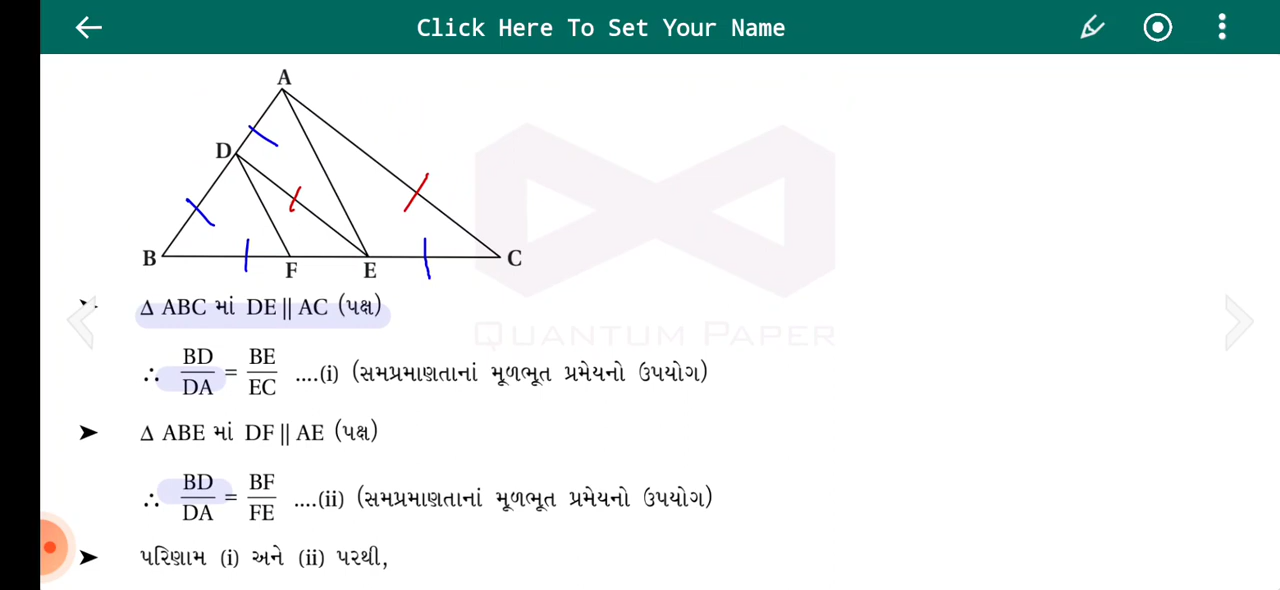 Click Here To Set Your Name
A
D
B F E C
QUANTUM PAPER
➤ Δ ABC માં DE || AC (પક્ષ)
∴ BD/DA = BE/EC ....(i) (સમપ્રમાણતાનાં મૂળભૂત પ્રમેયનો ઉપયોગ)
➤ Δ ABE માં DF || AE (પક્ષ)
∴ BD/DA = BF/FE ....(ii) (સમપ્રમાણતાનાં મૂળભૂત પ્રમેયનો ઉપયોગ)
➤ પરિણામ (i) અને (ii) પરથી,